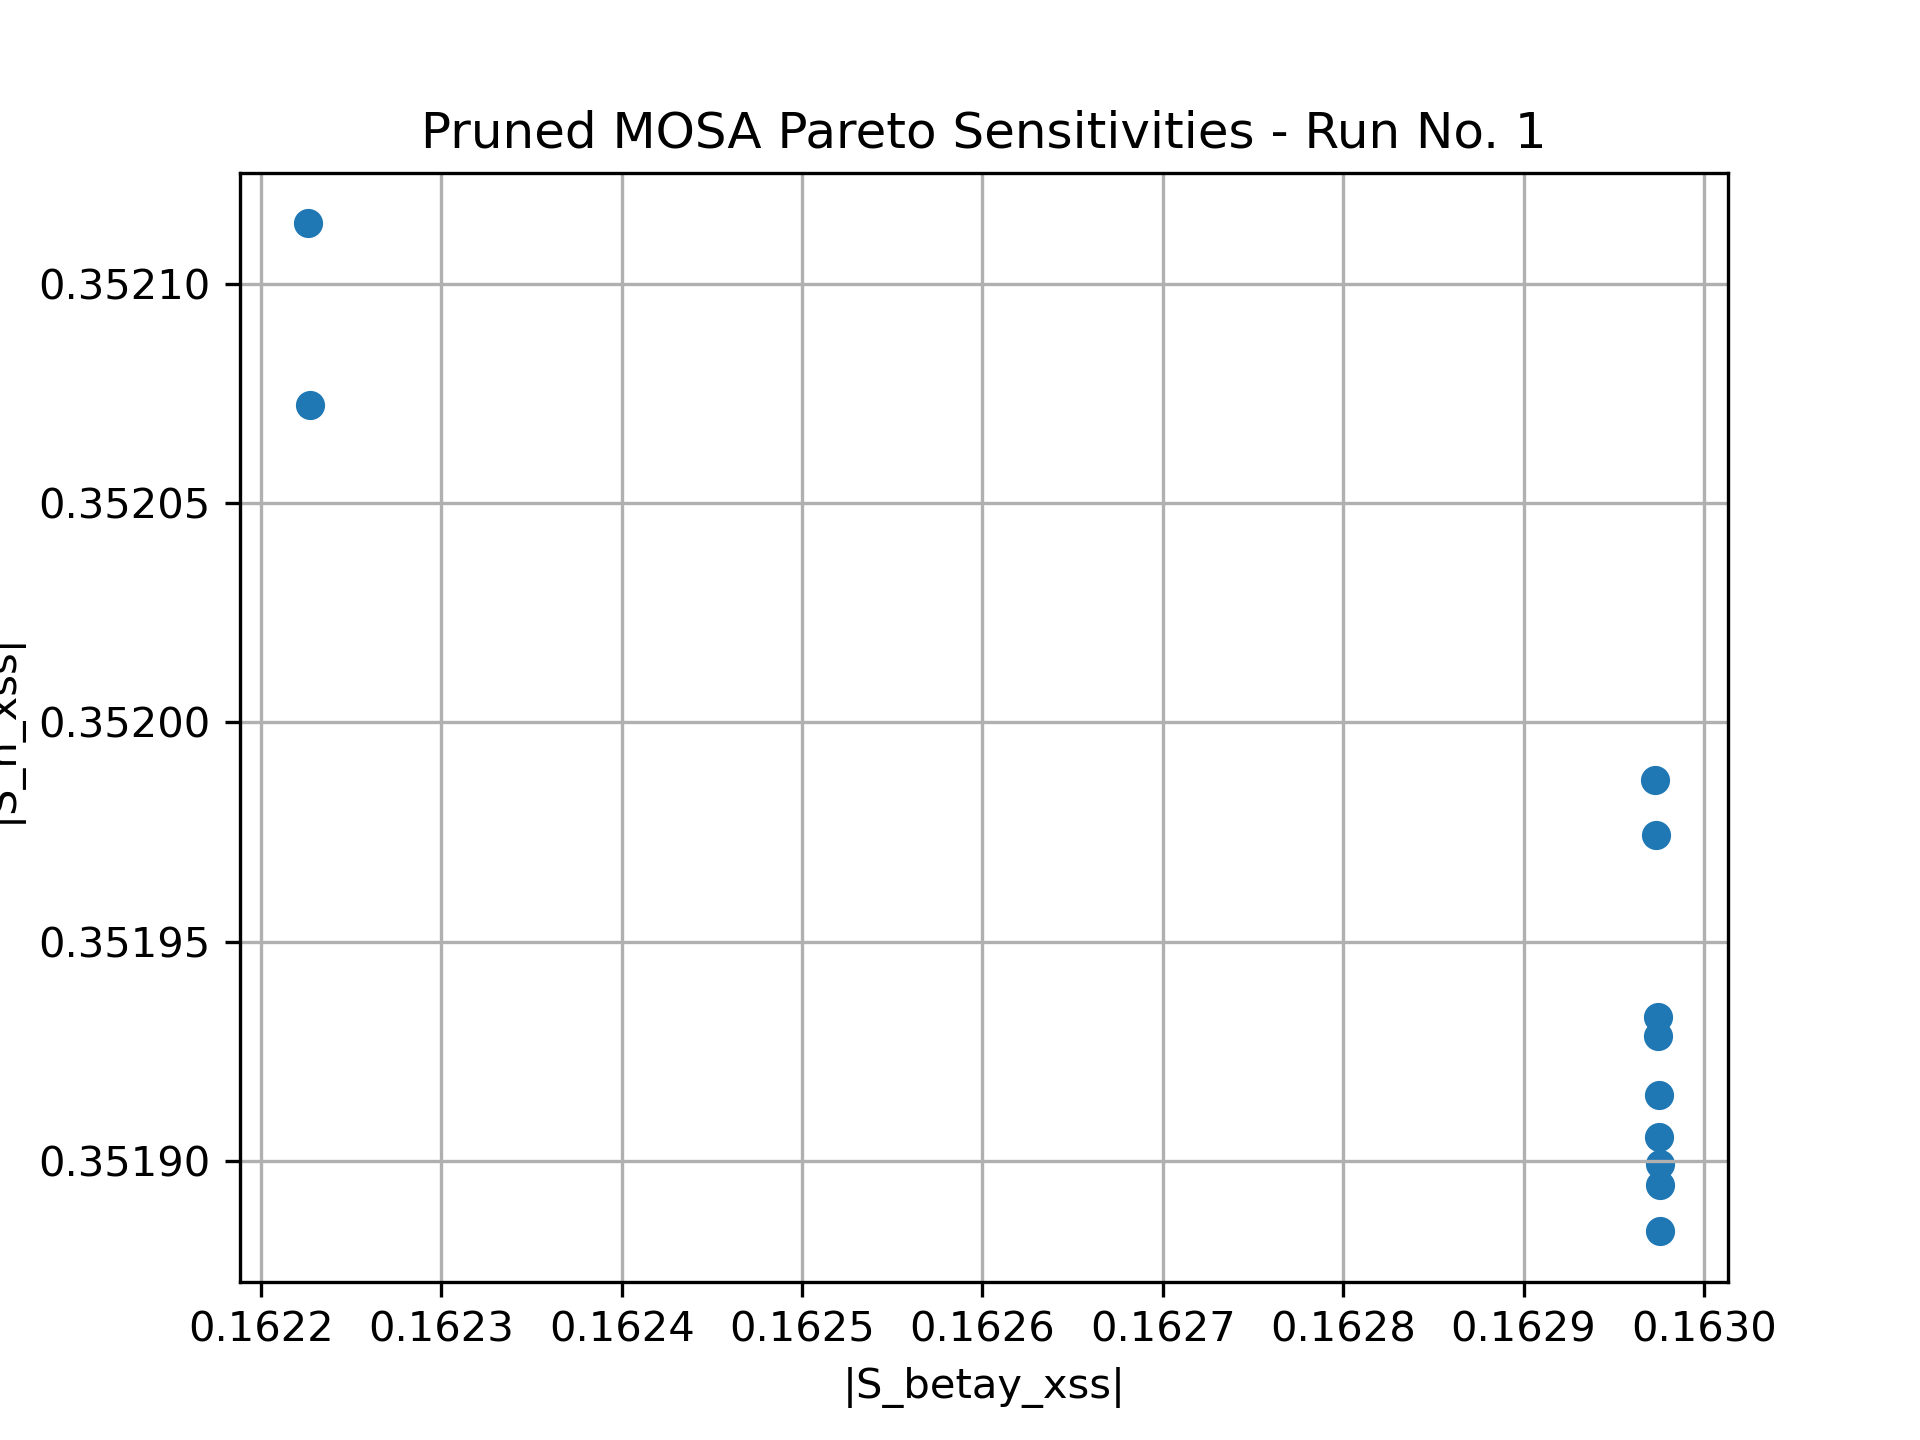 Pruned MOSA Pareto Sensitivities - Run No. 1
0.35210
0.35205
0.35200
0.35195
0.35190
|S_n_xss|
0.1622 0.1623 0.1624 0.1625 0.1626 0.1627 0.1628 0.1629 0.1630
|S_betay_xss|